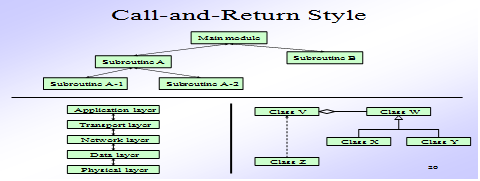 Call-and-Return Style
Main module
Subroutine A
Subroutine B
Subroutine A-1
Subroutine A-2
Application layer
Transport layer
Network layer
Data layer
Physical layer
Class V
Class W
Class X
Class Y
Class Z
20